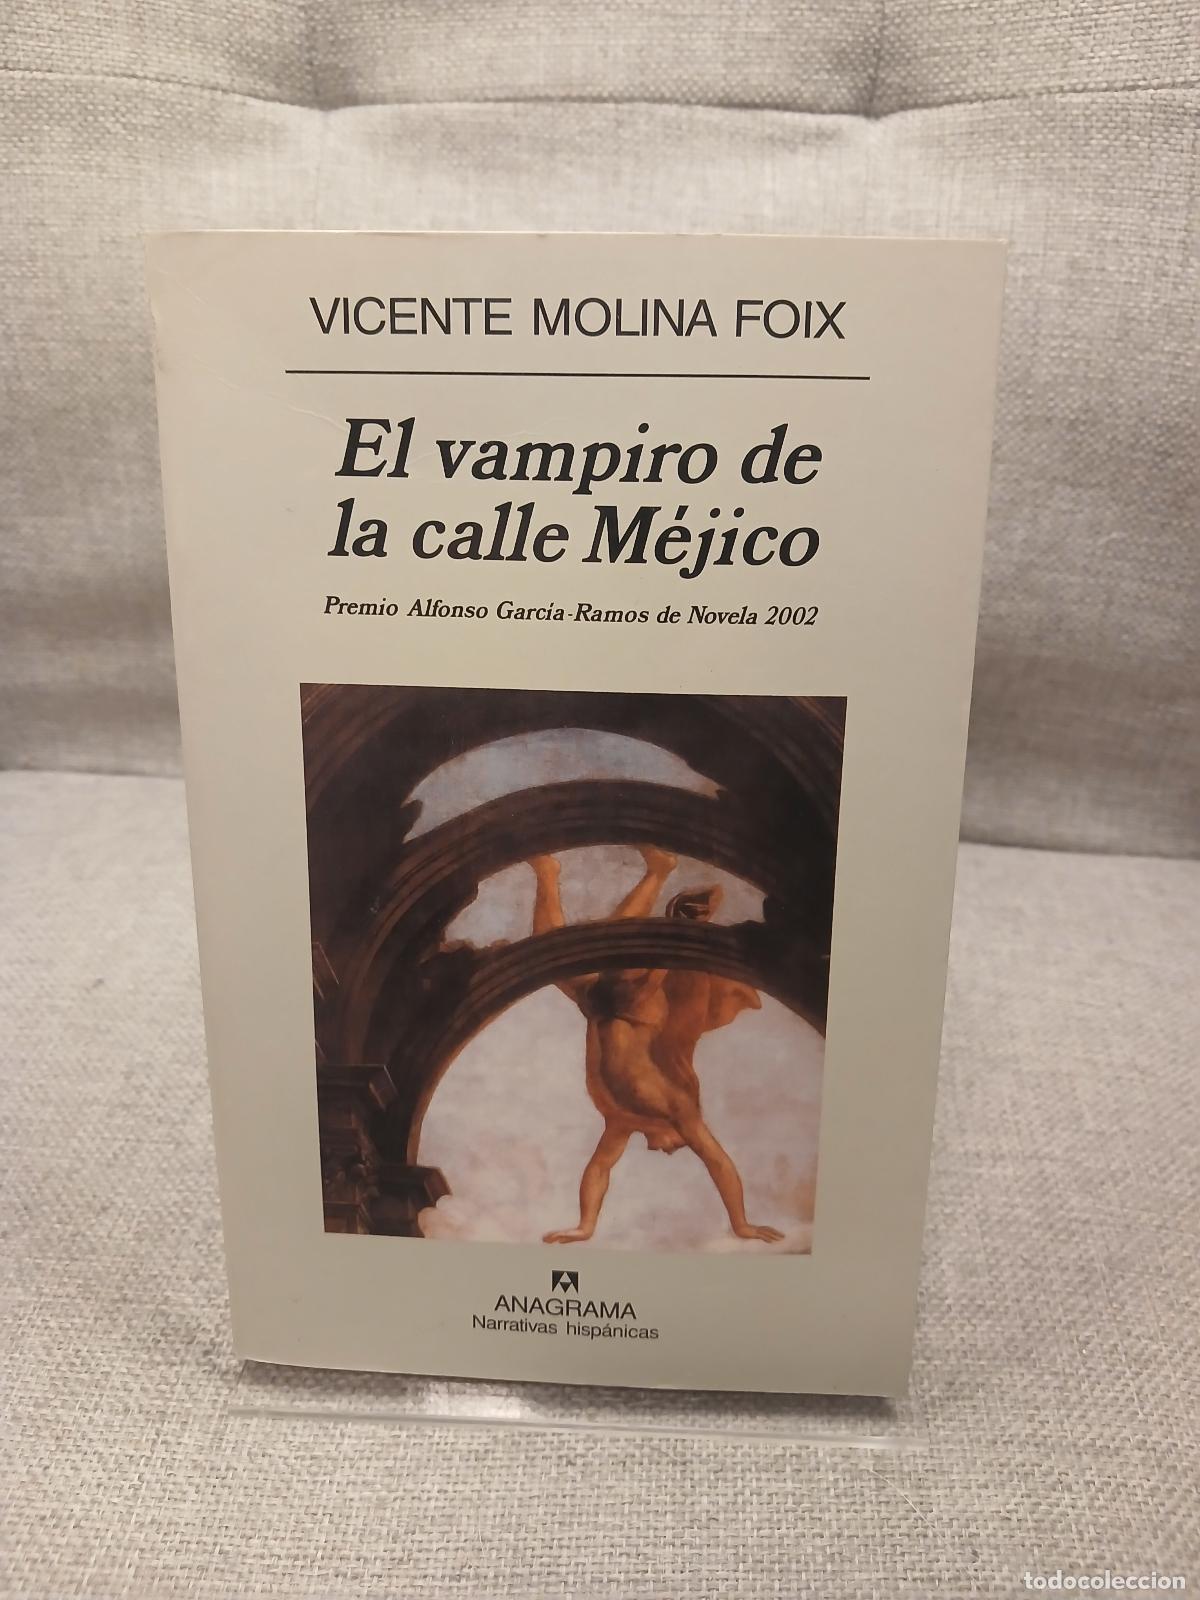 VICENTE MOLINA FOIX
El vampiro de
la calle Méjico
Premio Alfonso García-Ramos de Novela 2002
ANAGRAMA
Narrativas hispánicas
todocoleccion